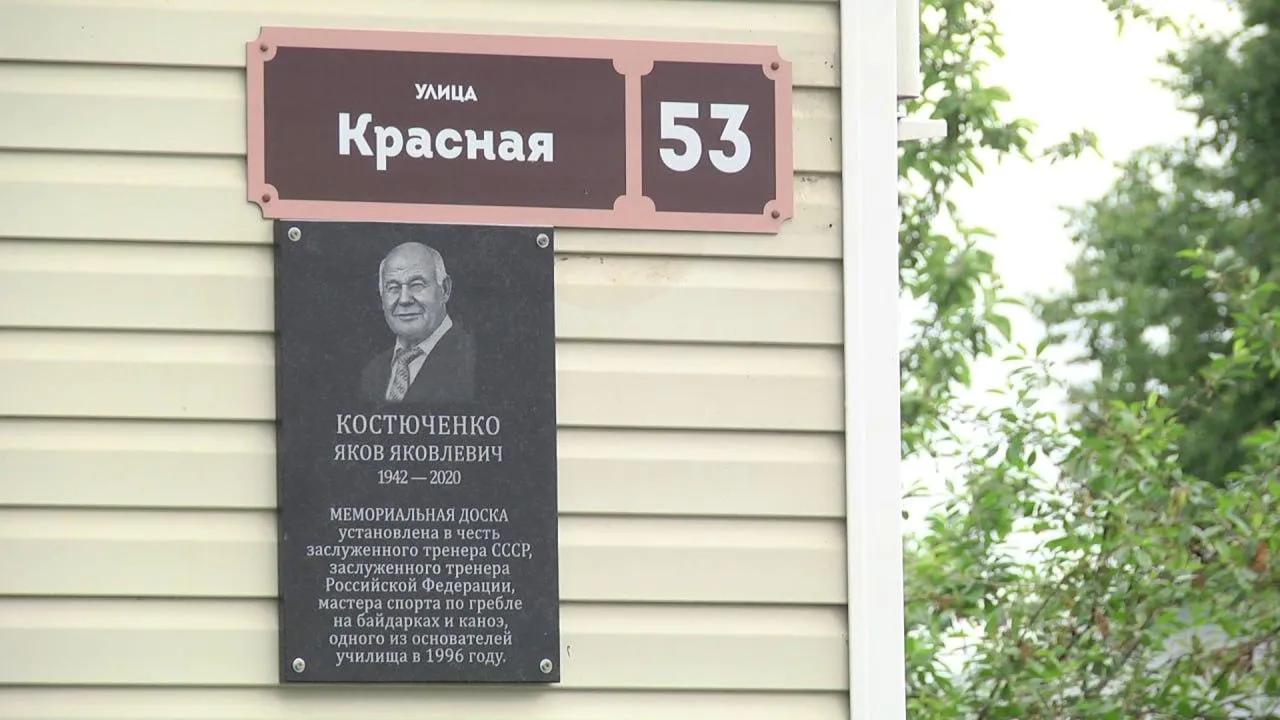 улица
Красная
53
КОСТЮЧЕНКО
ЯКОВ ЯКОВЛЕВИЧ
1942 — 2020
МЕМОРИАЛЬНАЯ ДОСКА
установлена в честь
заслуженного тренера СССР,
заслуженного тренера
Российской Федерации,
мастера спорта по гребле
на байдарках и каноэ,
одного из основателей
училища в 1996 году.